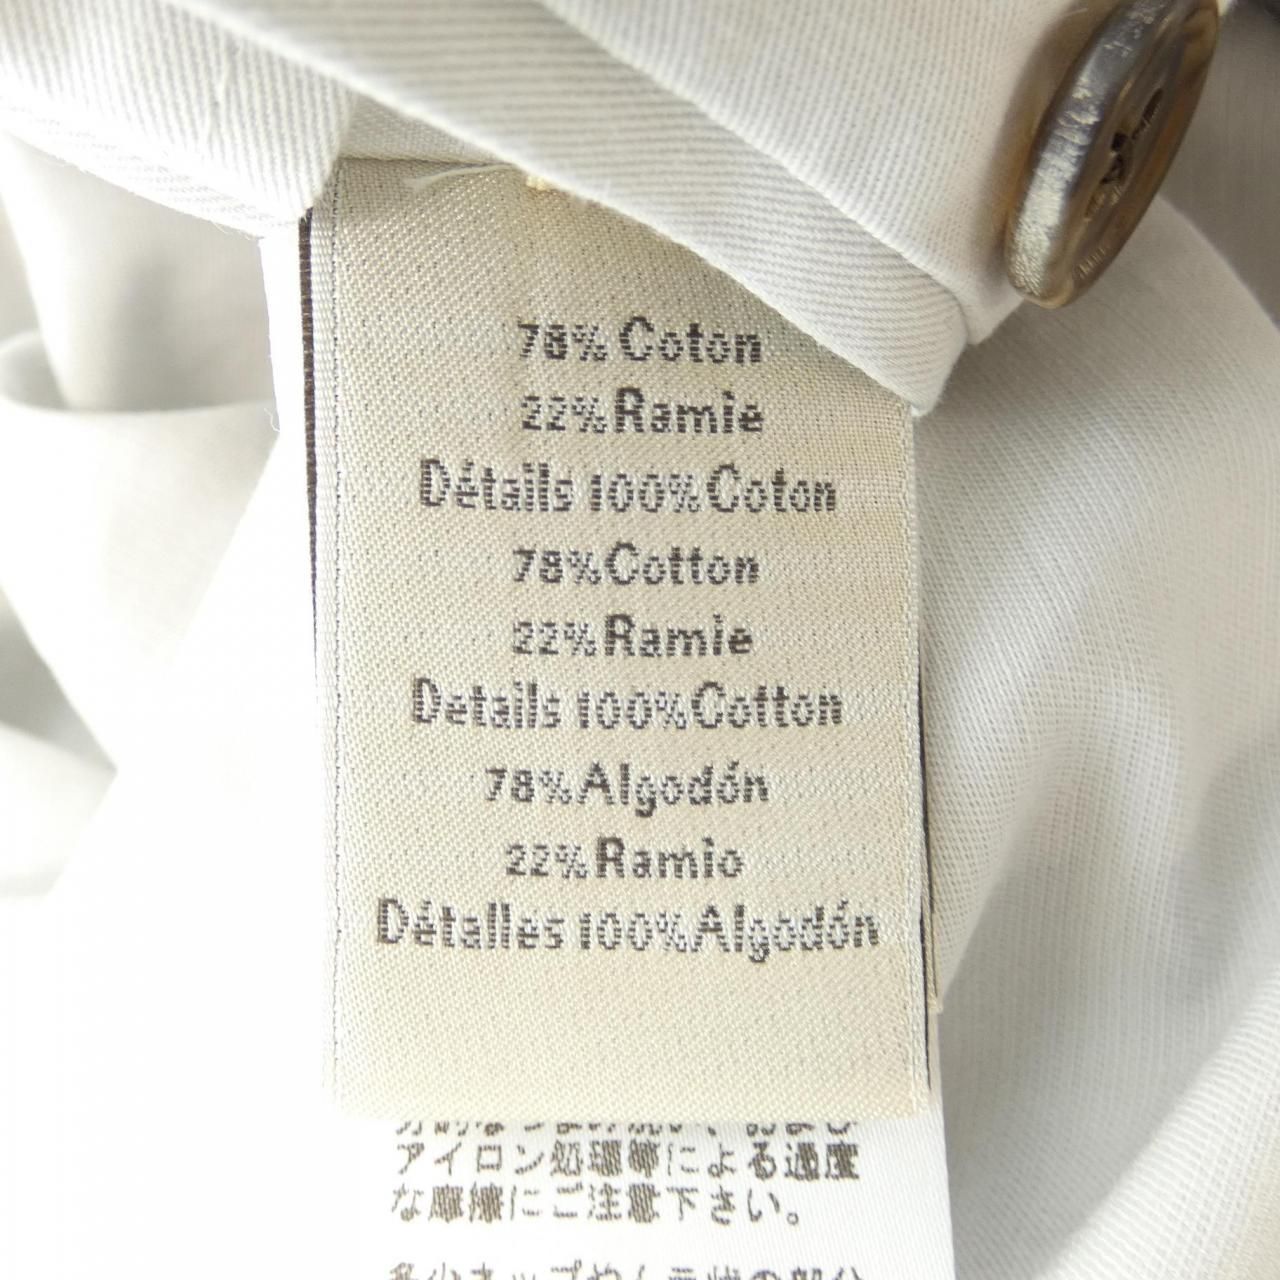 78% Coton
22% Ramie
Détails 100% Coton
78% Cotton
22% Ramie
Details 100% Cotton
78% Algodón
22% Ramio
Détalles 100% Algodón
アイロン処理等による過度
な摩擦にご注意下さい。